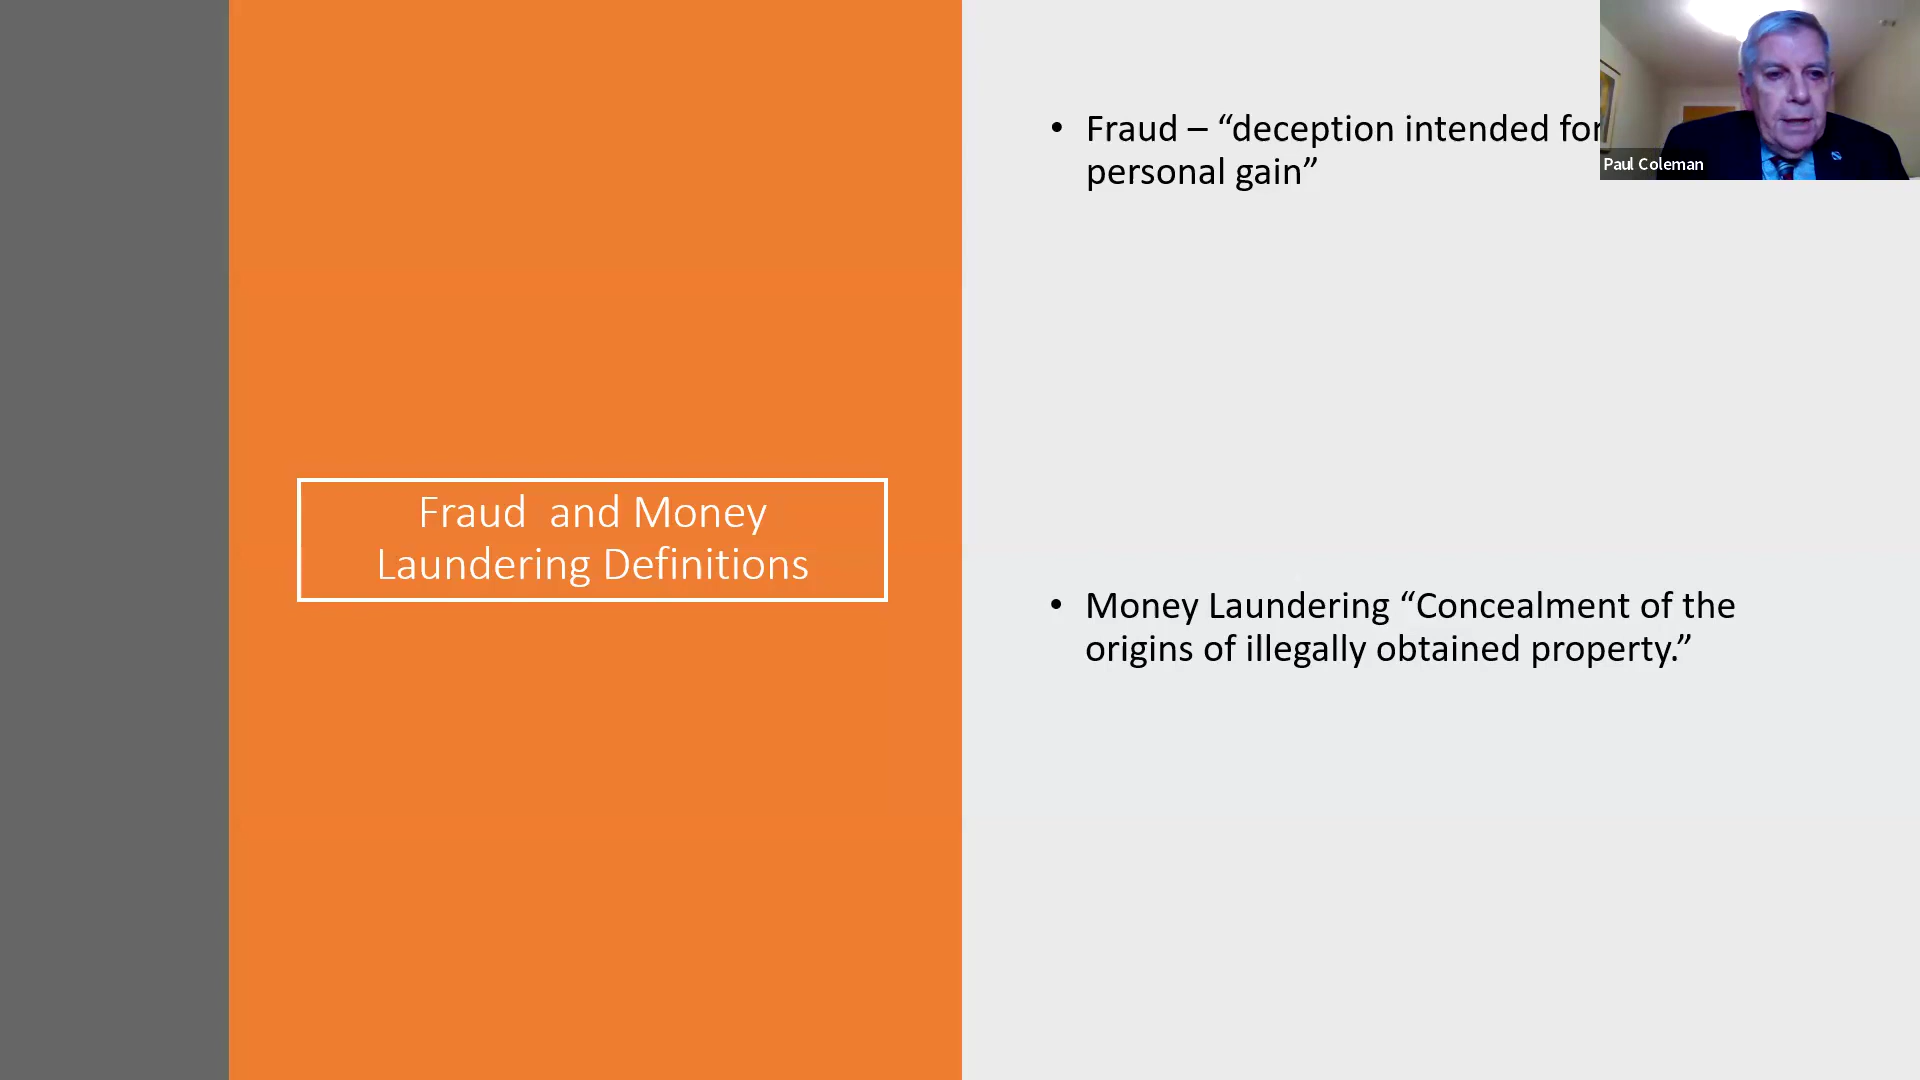 Fraud  and Money
Laundering Definitions
• Fraud – “deception intended for
personal gain”
• Money Laundering “Concealment of the
origins of illegally obtained property.”
Paul Coleman